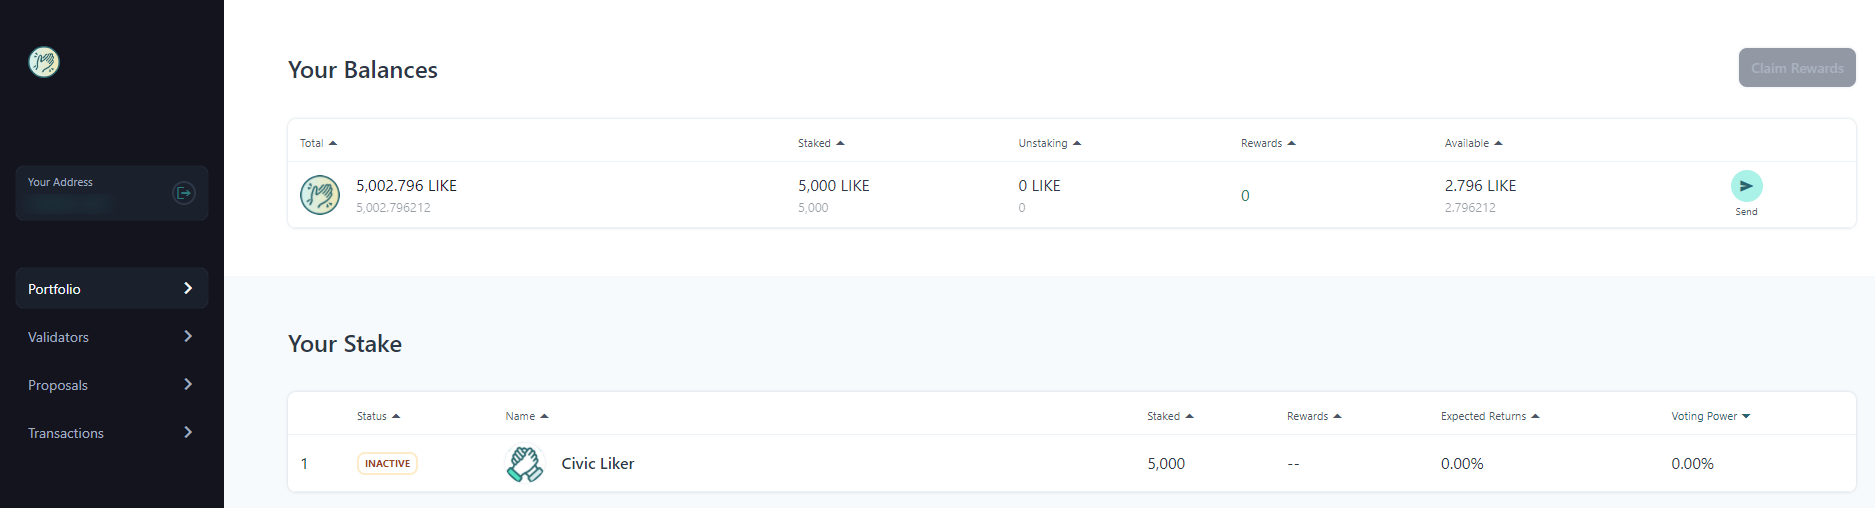 Your Address
Portfolio
Validators
Proposals
Transactions
Your Balances
Claim Rewards
Total Staked Unstaking Rewards Available
5,002.796 LIKE 5,000 LIKE 0 LIKE 0 2.796 LIKE
5,002.796212 5,000 0 2.796212
Send
Your Stake
Status Name Staked Rewards Expected Returns Voting Power
1 INACTIVE Civic Liker 5,000 -- 0.00% 0.00%